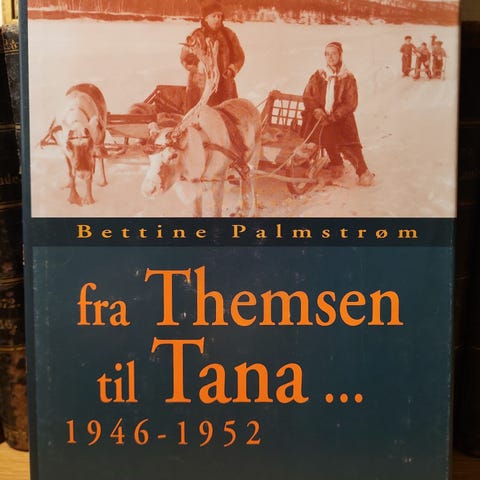 Bettine Palmstrøm
fra Themsen
til Tana ...
1946-1952